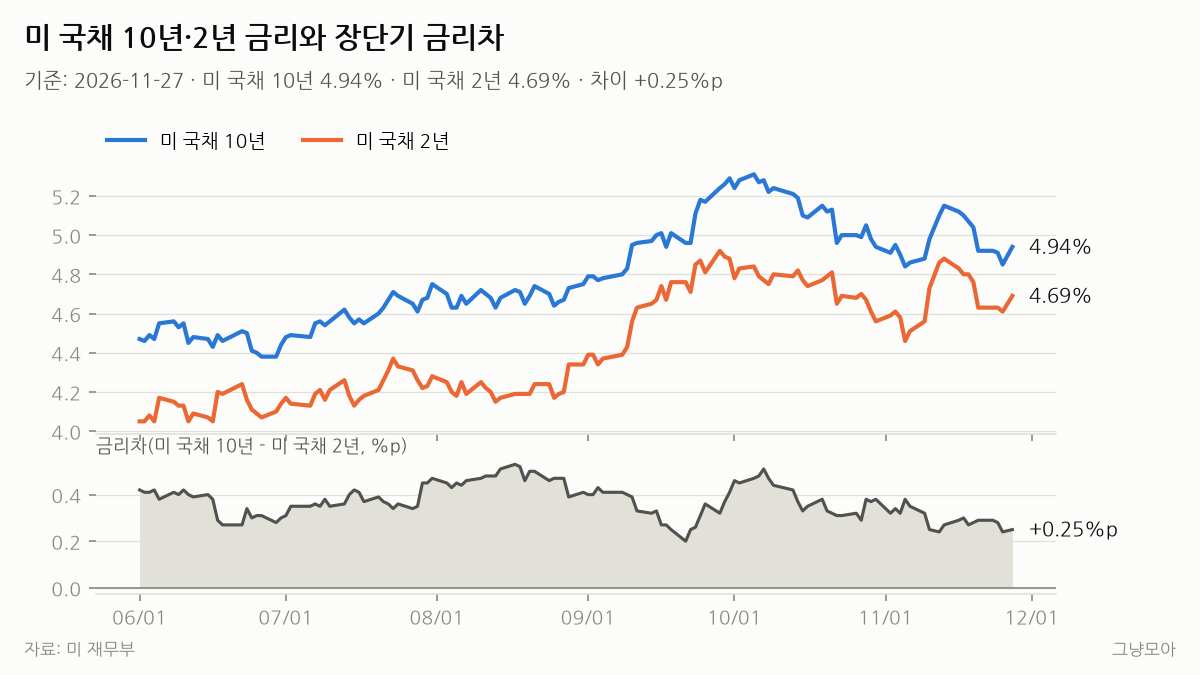 미 국채 10년·2년 금리와 장단기 금리차
기준: 2026-11-27 · 미 국채 10년 4.94% · 미 국채 2년 4.69% · 차이 +0.25%p
미 국채 10년 미 국채 2년
5.2
5.0
4.8
4.6
4.4
4.2
4.0
4.94%
4.69%
금리차(미 국채 10년 - 미 국채 2년, %p)
0.4
0.2
0.0
+0.25%p
06/01 07/01 08/01 09/01 10/01 11/01 12/01
자료: 미 재무부
그냥모아